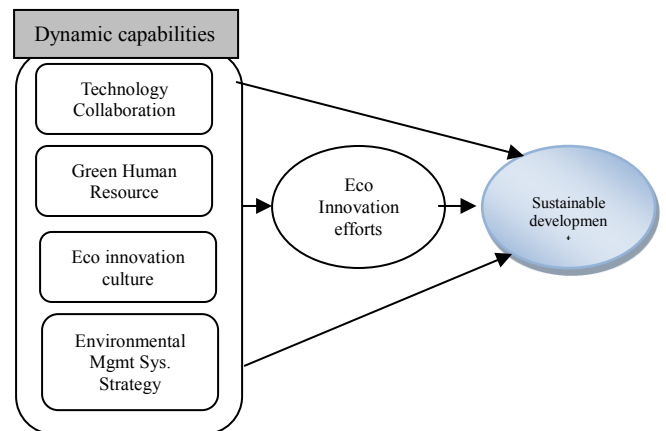 Dynamic capabilities
Technology
Collaboration
Green Human
Resource
Eco innovation
culture
Environmental
Mgmt Sys.
Strategy
Eco
Innovation
efforts
Sustainable
developmen